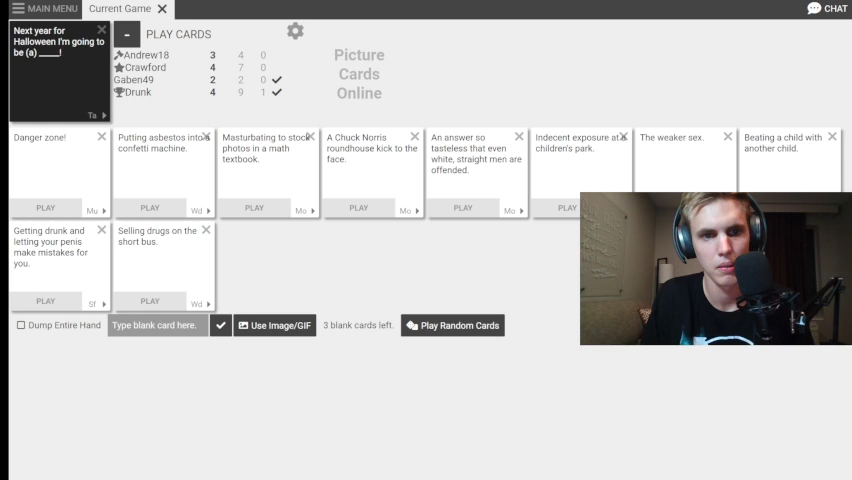 MAIN MENU
Current Game
CHAT
Next year for
Halloween I'm going to
be (a) ____!
Ta
-
PLAY CARDS
Andrew18 3 4 0
Crawford 4 7 0
Gaben49 2 2 0
Drunk 4 9 1
Picture
Cards
Online
Danger zone!
PLAY
Mu
Putting asbestos into a
confetti machine.
PLAY
Wd
Masturbating to stock
photos in a math
textbook.
PLAY
Mo
A Chuck Norris
roundhouse kick to the
face.
PLAY
Mo
An answer so
tasteless that even
white, straight men are
offended.
PLAY
Mo
Indecent exposure at a
children's park.
PLAY
The weaker sex.
Beating a child with
another child.
Getting drunk and
letting your penis
make mistakes for
you.
PLAY
Sf
Selling drugs on the
short bus.
PLAY
Wd
Dump Entire Hand
Type blank card here.
Use Image/GIF
3 blank cards left.
Play Random Cards